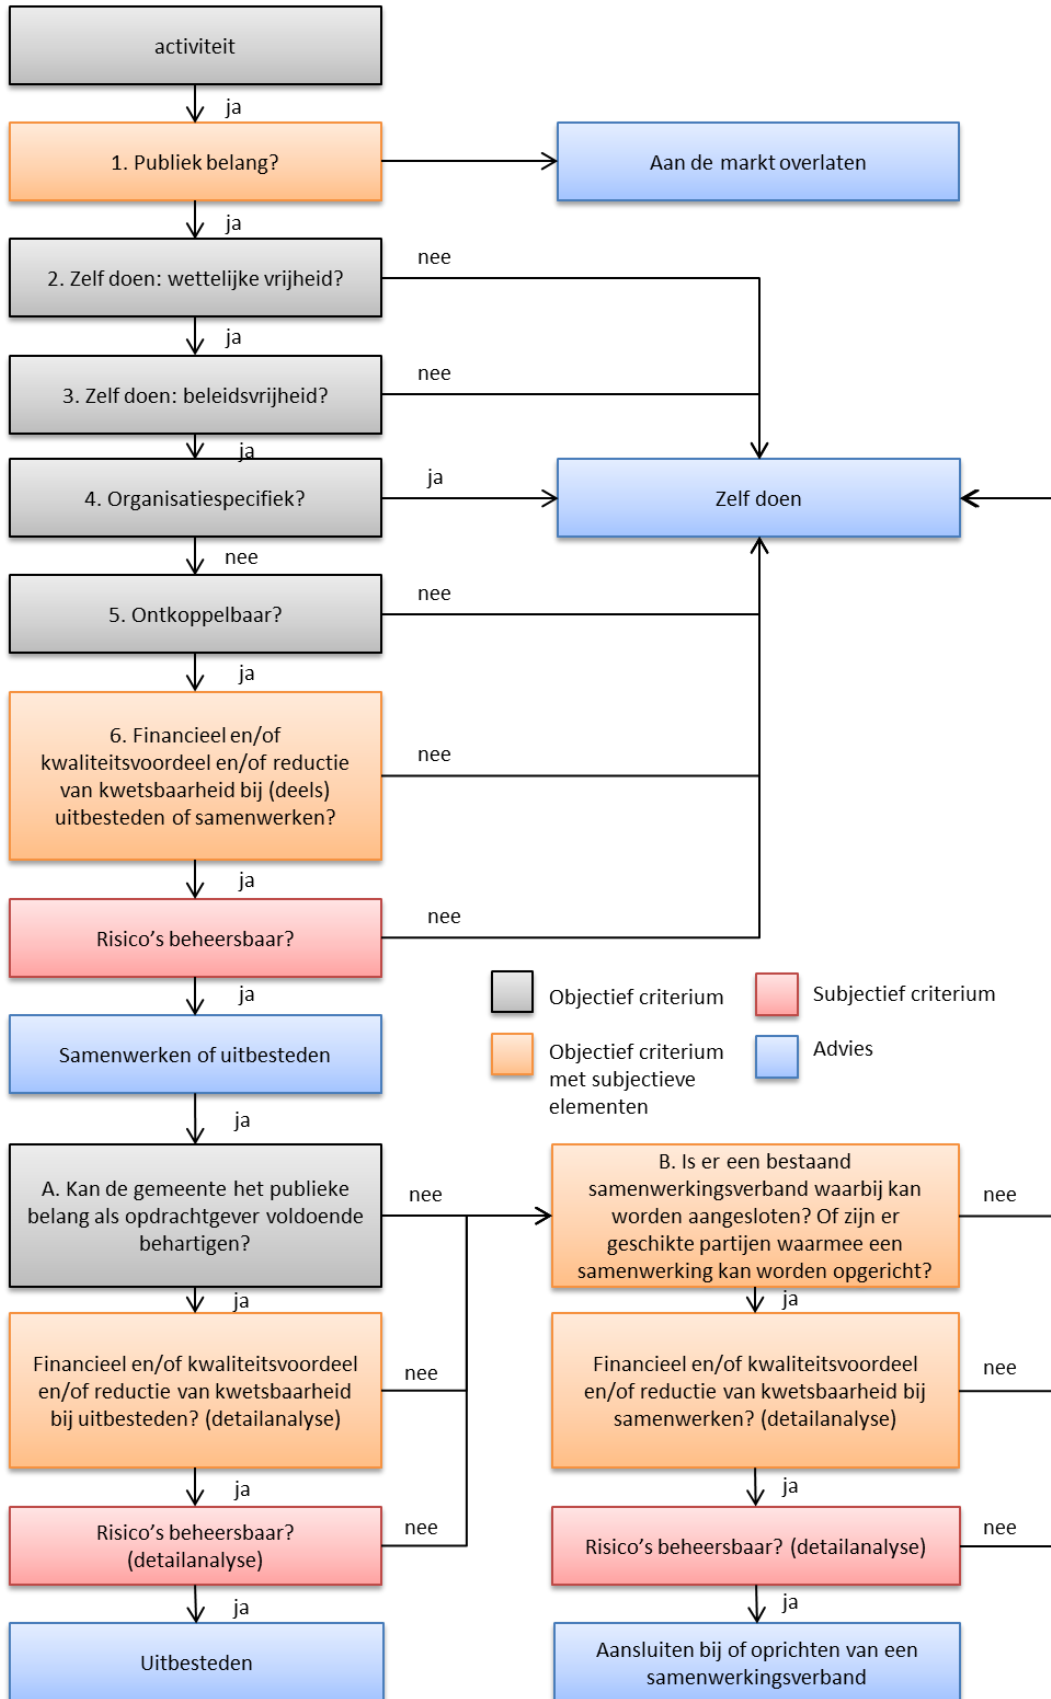 activiteit
ja
1. Publiek belang?
Aan de markt overlaten
ja
2. Zelf doen: wettelijke vrijheid?
nee
ja
3. Zelf doen: beleidsvrijheid?
nee
ja
4. Organisatiespecifiek?
ja
Zelf doen
nee
5. Ontkoppelbaar?
nee
ja
6. Financieel en/of
kwaliteitsvoordeel en/of reductie
van kwetsbaarheid bij (deels)
uitbesteden of samenwerken?
nee
ja
Risico's beheersbaar?
nee
ja
Objectief criterium
Subjectief criterium
Objectief criterium
met subjectieve
elementen
Advies
Samenwerken of uitbesteden
ja
A. Kan de gemeente het publieke
belang als opdrachtgever voldoende
behartigen?
nee
B. Is er een bestaand
samenwerkingsverband waarbij kan
worden aangesloten? Of zijn er
geschikte partijen waarmee een
samenwerking kan worden opgericht?
nee
ja
ja
Financieel en/of kwaliteitsvoordeel
en/of reductie van kwetsbaarheid
bij uitbesteden? (detailanalyse)
nee
Financieel en/of kwaliteitsvoordeel
en/of reductie van kwetsbaarheid bij
samenwerken? (detailanalyse)
nee
ja
ja
Risico's beheersbaar?
(detailanalyse)
nee
Risico's beheersbaar? (detailanalyse)
nee
ja
ja
Uitbesteden
Aansluiten bij of oprichten van een
samenwerkingsverband